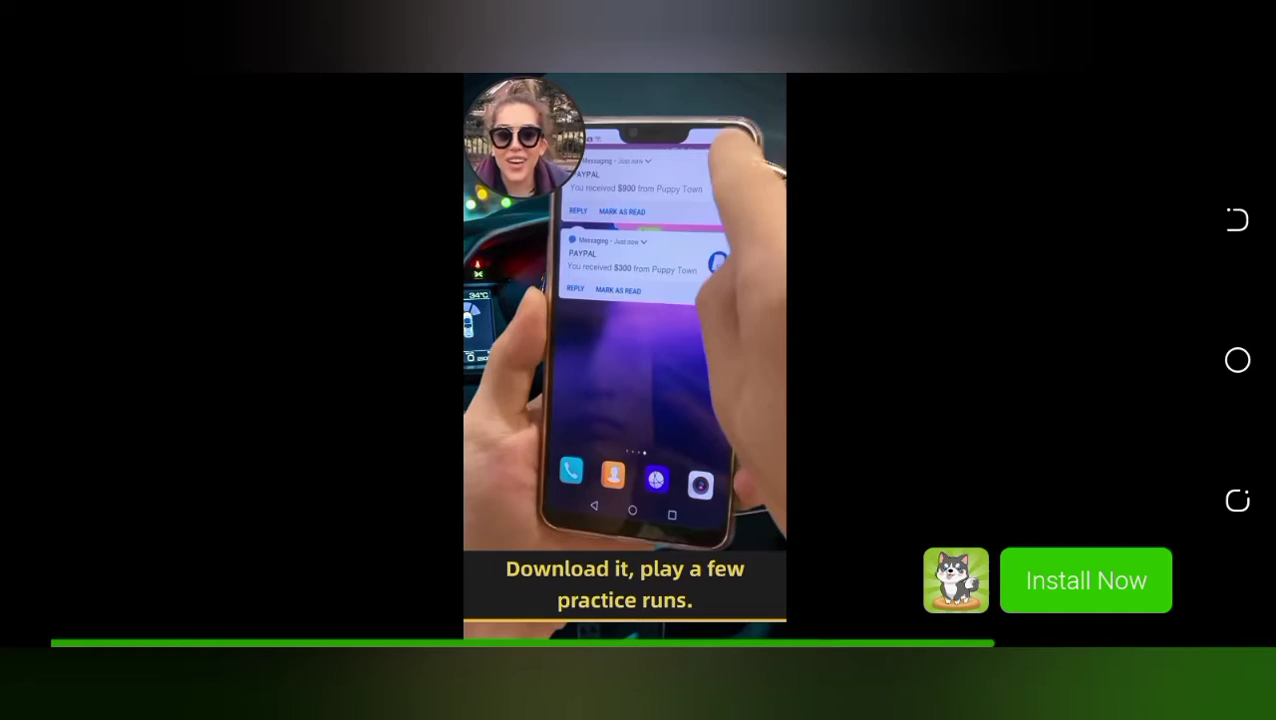 Messaging - Just now
PAYPAL
You received $900 from Puppy Town
REPLY MARK AS READ
Messaging - Just now
PAYPAL
You received $300 from Puppy Town
REPLY MARK AS READ
34°C
Download it, play a few
practice runs.
Install Now